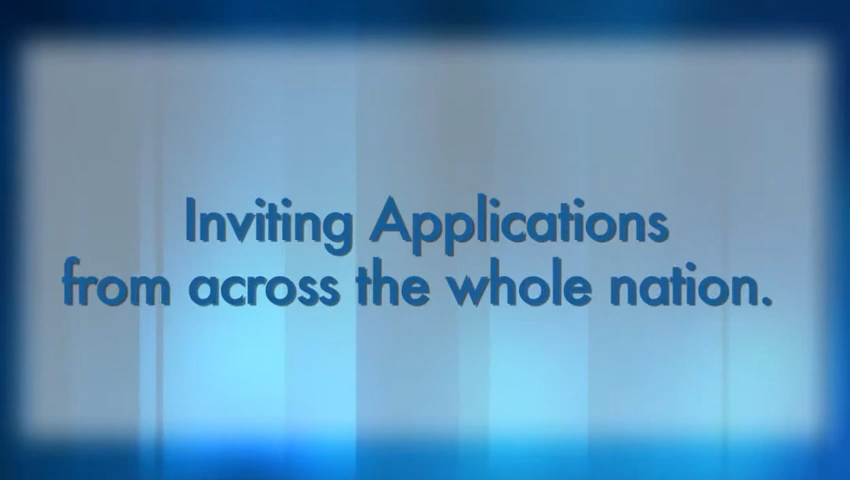 Inviting Applications
from across the whole nation.